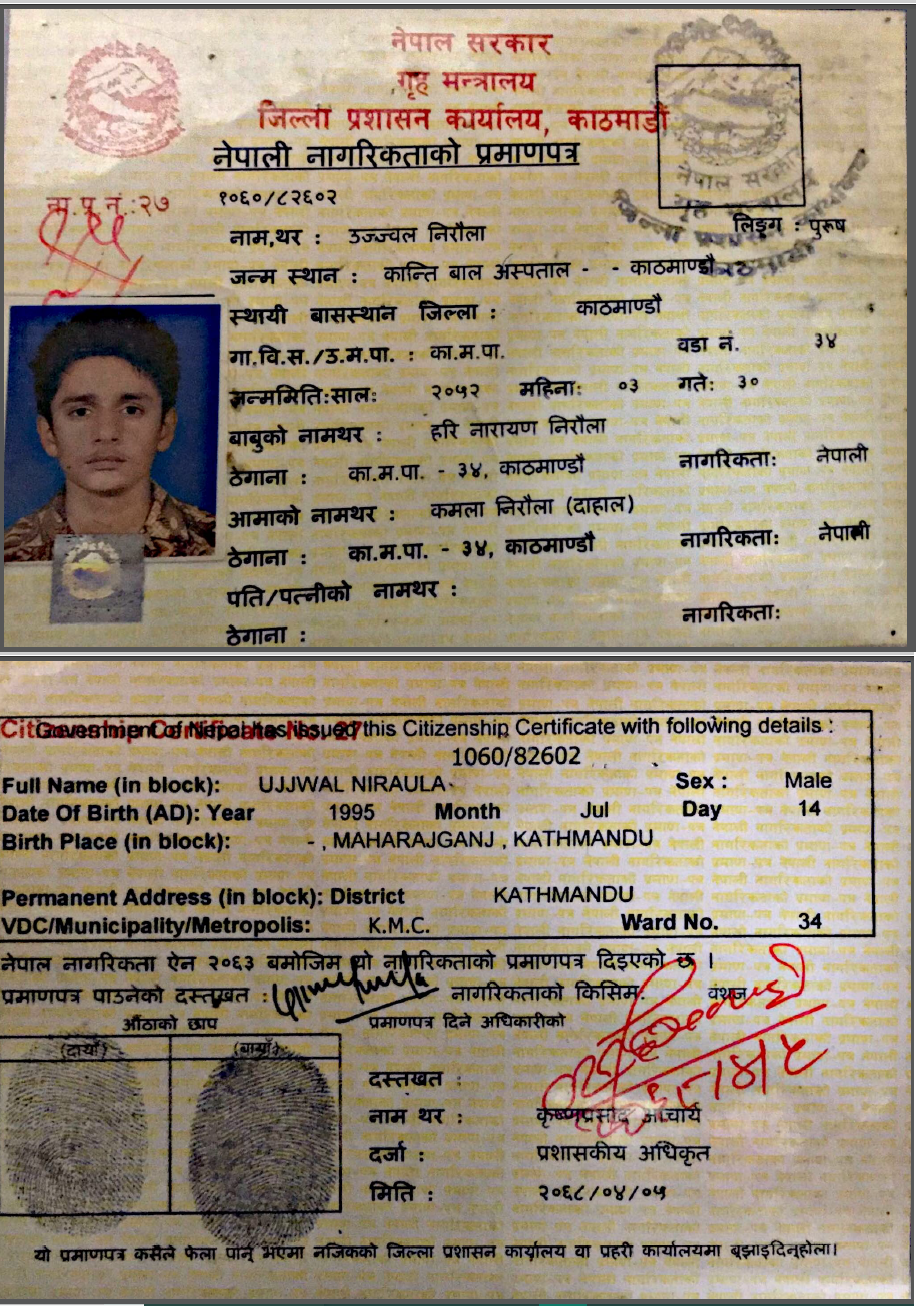 नेपाल सरकार
गृह मन्त्रालय
जिल्ला प्रशासन कार्यालय, काठमाडौं
नेपाली नागरिकताको प्रमाणपत्र
ना.प्र.नं.:२७
१०६०/८२६०२
नेपाल सरकार
गृह मन्त्रालय
जिल्ला प्रशासन कार्यालय
काठमाडौं
लिङ्ग : पुरुष
नाम,थर : उज्ज्वल निरौला
जन्म स्थान : कान्ति बाल अस्पताल - - काठमाण्डौ
स्थायी बासस्थान जिल्ला : काठमाण्डौ
गा.वि.स./उ.म.पा. : का.म.पा. वडा नं. ३४
जन्ममिति:साल: २०५२ महिना: ०३ गते: ३०
बाबुको नामथर : हरि नारायण निरौला
ठेगाना : का.म.पा. - ३४, काठमाण्डौ नागरिकता: नेपाली
आमाको नामथर : कमला निरौला (दाहाल)
ठेगाना : का.म.पा. - ३४, काठमाण्डौ नागरिकता: नेपाली
पति/पत्नीको नामथर :
ठेगाना : नागरिकता:
Citizenship Certificate No. 27
Government of Nepal has issued this Citizenship Certificate with following details :
1060/82602
Full Name (in block): UJJWAL NIRAULA Sex : Male
Date Of Birth (AD): Year 1995 Month Jul Day 14
Birth Place (in block): - , MAHARAJGANJ , KATHMANDU
Permanent Address (in block): District KATHMANDU
VDC/Municipality/Metropolis: K.M.C. Ward No. 34
नेपाल नागरिकता ऐन २०६३ बमोजिम यो नागरिकताको प्रमाणपत्र दिइएको छ ।
प्रमाणपत्र पाउनेको दस्तखत : नागरिकताको किसिम: वंशज
औंठाको छाप प्रमाणपत्र दिने अधिकारीको
(दायाँ) (बायाँ)
दस्तखत :
नाम थर : कृष्णप्रसाद आचार्य
दर्जा : प्रशासकीय अधिकृत
मिति : २०६८/०४/०५
यो प्रमाणपत्र कसैले फेला पार्नु भएमा नजिकको जिल्ला प्रशासन कार्यालय वा प्रहरी कार्यालयमा बुझाइदिनुहोला।